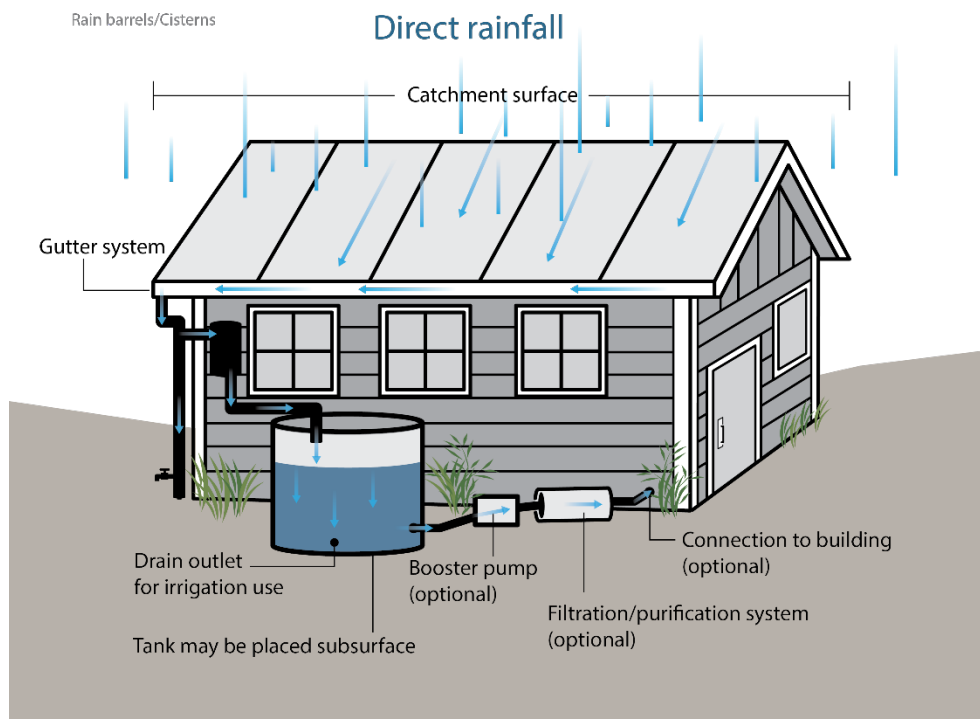 Rain barrels/Cisterns
Direct rainfall
Catchment surface
Gutter system
Drain outlet
for irrigation use
Tank may be placed subsurface
Booster pump
(optional)
Filtration/purification system
(optional)
Connection to building
(optional)